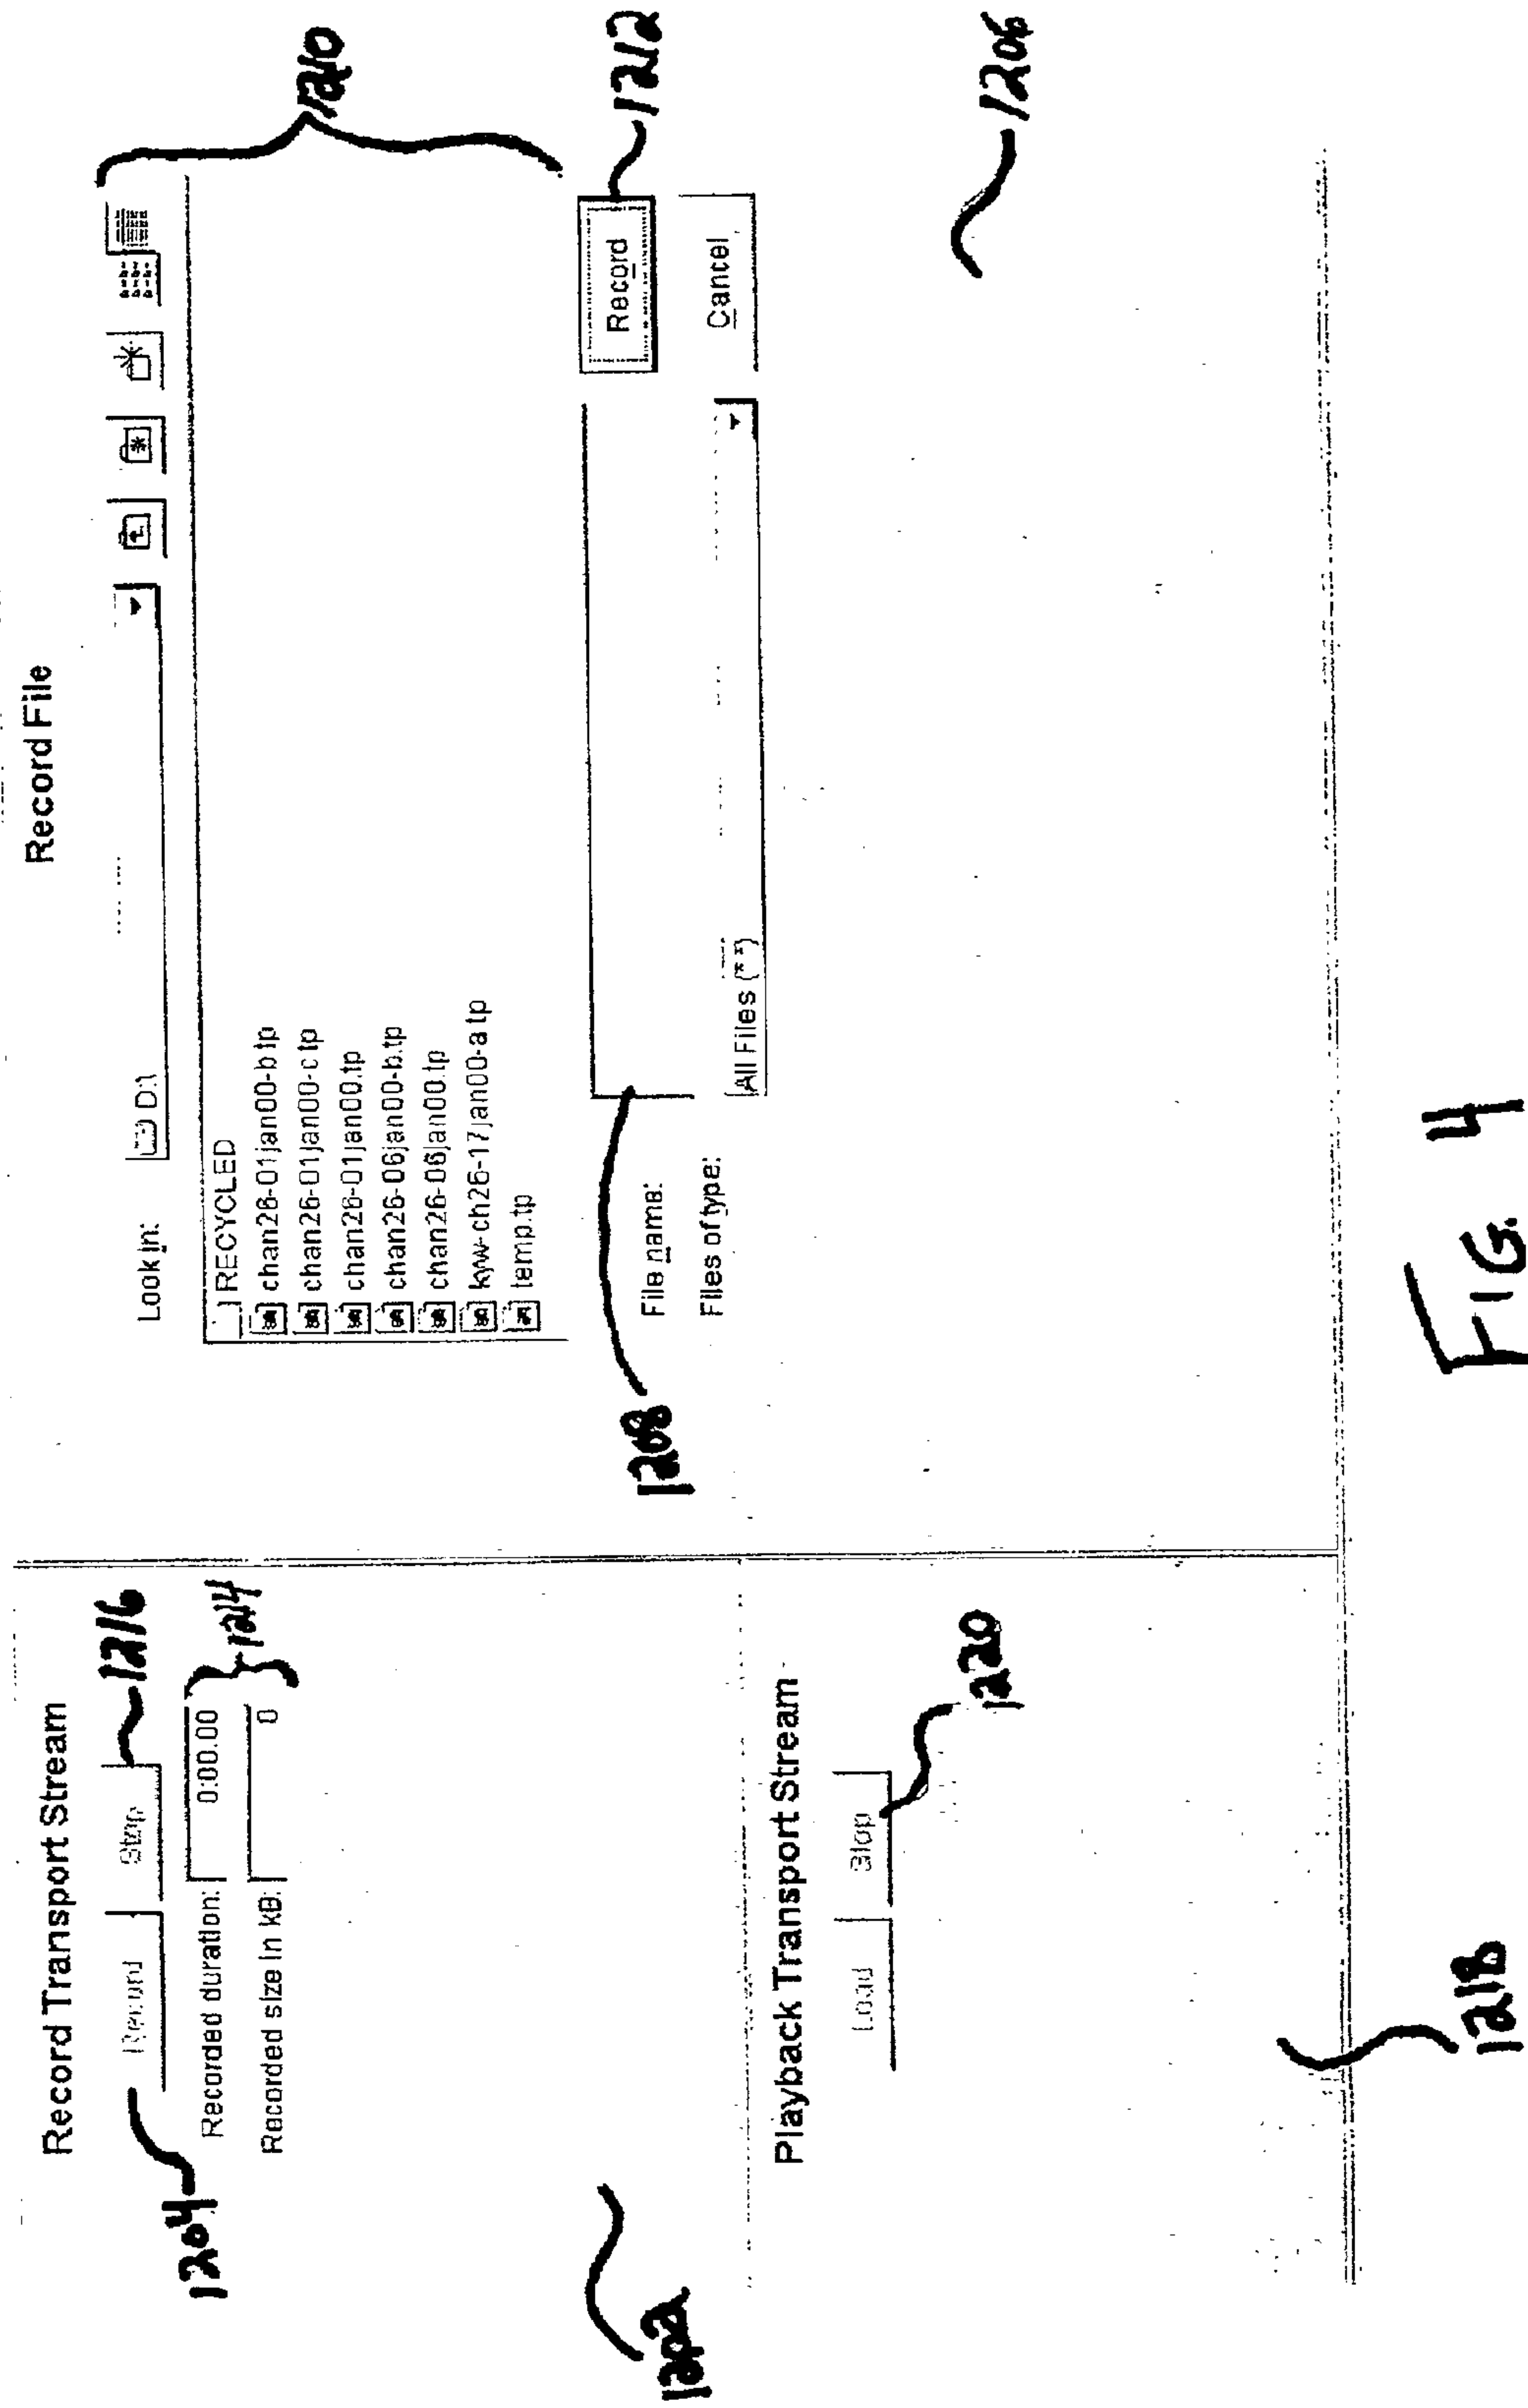 Record Transport Stream
1216
Record Stop
1204
Recorded duration: 0:00.00
1214
Recorded size in kB: 0
1202
Playback Transport Stream
Load Stop
1220
1218
Record File
Look in: D:\
1210
RECYCLED
chan26-01jan00-b.tp
chan26-01jan00-c.tp
chan26-01jan00.tp
chan26-06jan00-b.tp
chan26-06jan00.tp
kyw-ch26-17jan00-a.tp
temp.tp
1208
File name: Record
1212
Files of type: All Files (*.*) Cancel
1206
FIG. 4